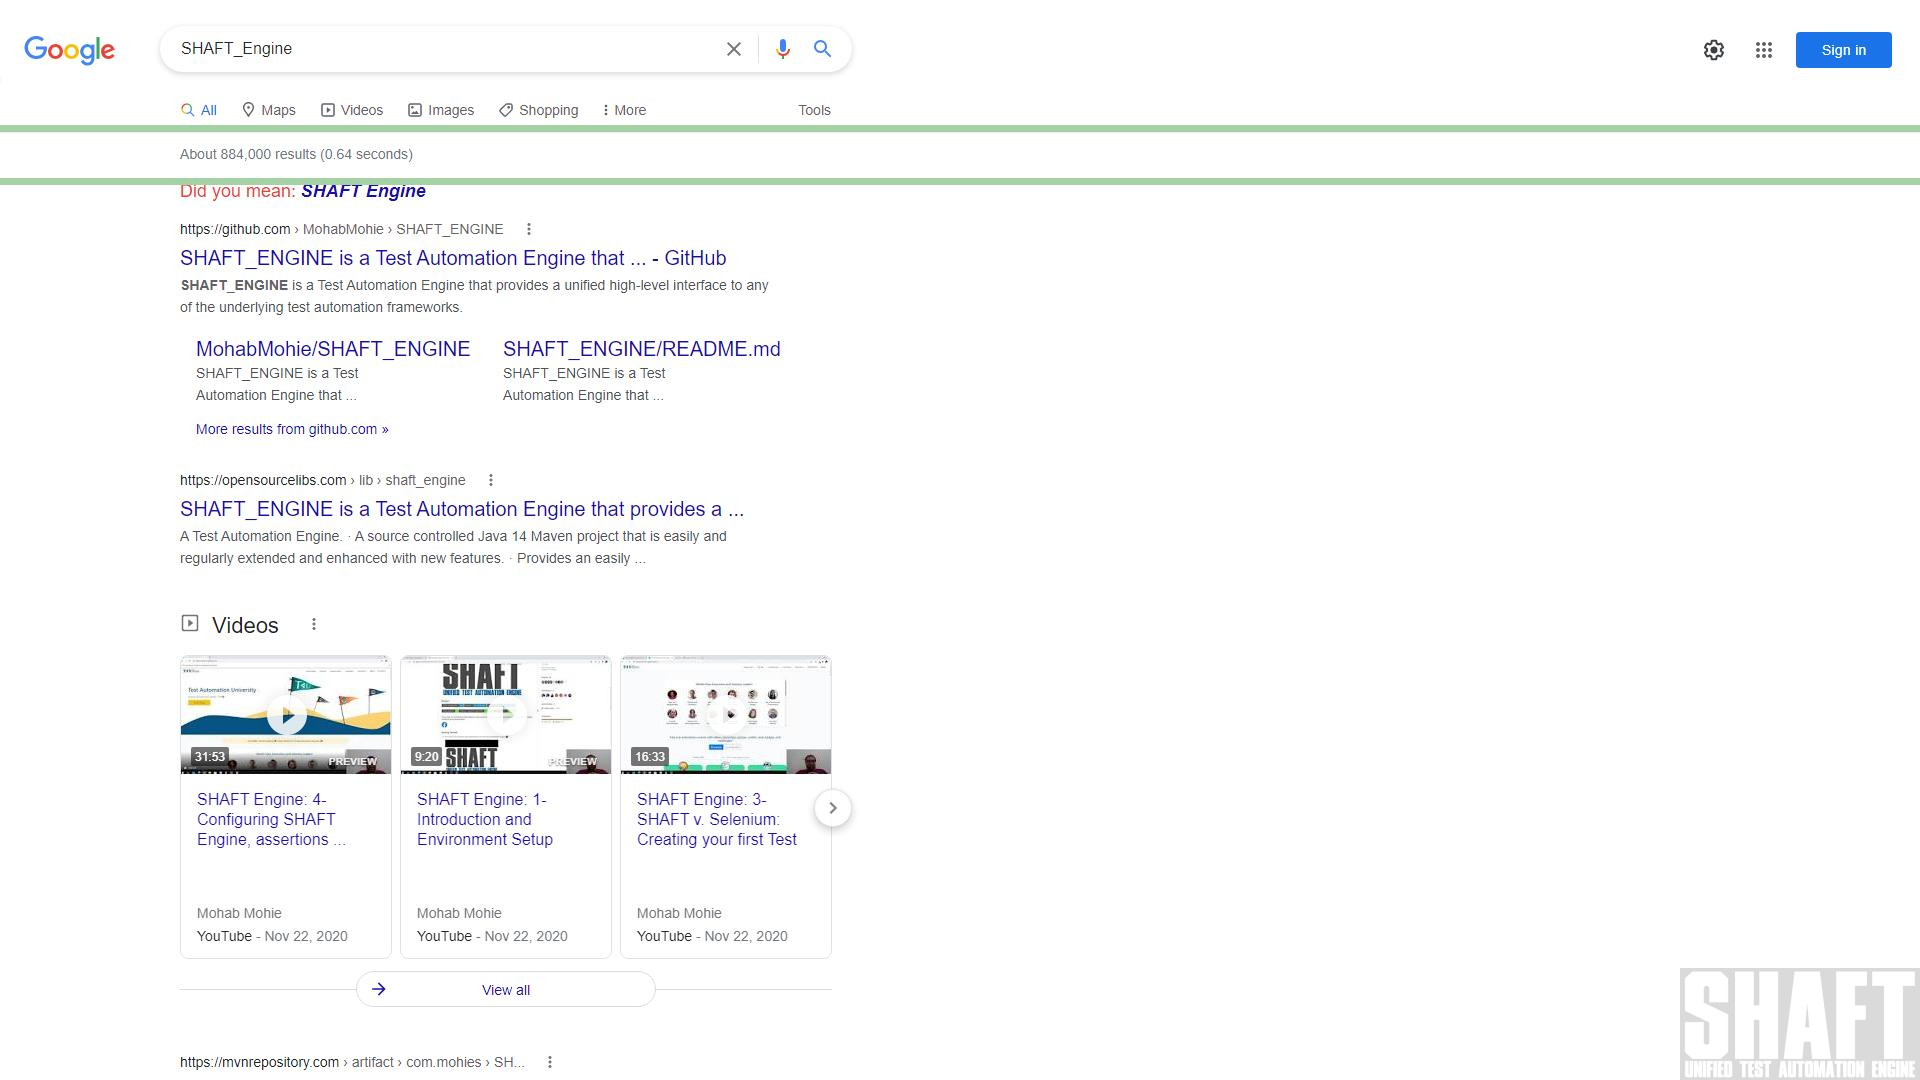 Google
SHAFT_Engine
Sign in
All
Maps
Videos
Images
Shopping
More
Tools
About 884,000 results (0.64 seconds)
Did you mean: SHAFT Engine
https://github.com › MohabMohie › SHAFT_ENGINE
SHAFT_ENGINE is a Test Automation Engine that ... - GitHub
SHAFT_ENGINE is a Test Automation Engine that provides a unified high-level interface to any
of the underlying test automation frameworks.
MohabMohie/SHAFT_ENGINE
SHAFT_ENGINE is a Test
Automation Engine that ...
SHAFT_ENGINE/README.md
SHAFT_ENGINE is a Test
Automation Engine that ...
More results from github.com »
https://opensourcelibs.com › lib › shaft_engine
SHAFT_ENGINE is a Test Automation Engine that provides a ...
A Test Automation Engine. · A source controlled Java 14 Maven project that is easily and
regularly extended and enhanced with new features. · Provides an easily ...
Videos
Test Automation University
31:53
PREVIEW
SHAFT Engine: 4-
Configuring SHAFT
Engine, assertions ...
Mohab Mohie
YouTube - Nov 22, 2020
SHAFT
UNIFIED TEST AUTOMATION ENGINE
SHAFT
9:20
PREVIEW
SHAFT Engine: 1-
Introduction and
Environment Setup
Mohab Mohie
YouTube - Nov 22, 2020
16:33
SHAFT Engine: 3-
SHAFT v. Selenium:
Creating your first Test
Mohab Mohie
YouTube - Nov 22, 2020
View all
https://mvnrepository.com › artifact › com.mohies › SH...
SHAFT
UNIFIED TEST AUTOMATION ENGINE